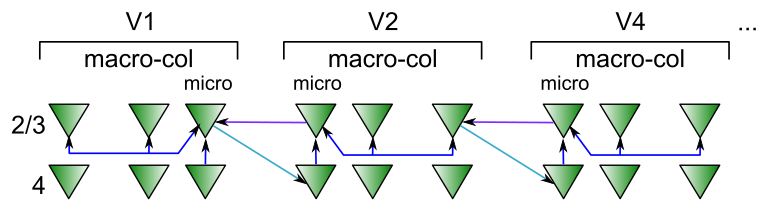 V1 V2 V4 ...
macro-col macro-col macro-col
micro micro micro
2/3
4